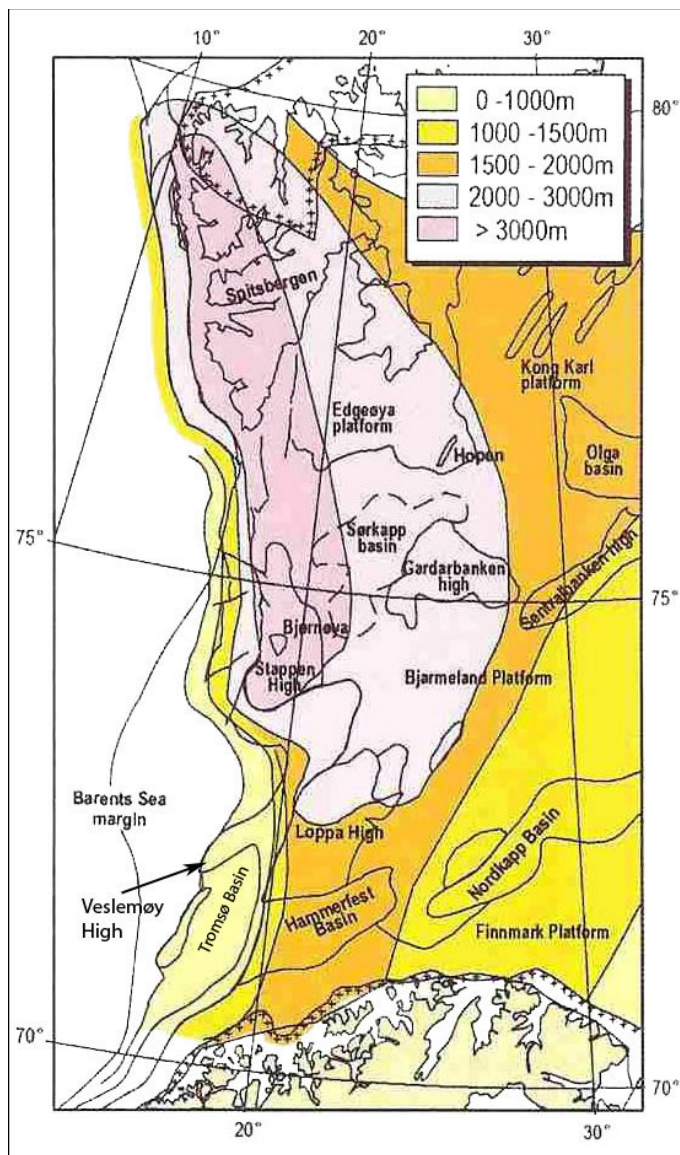 10°
20°
30°
80°
0 -1000m
1000 -1500m
1500 - 2000m
2000 - 3000m
> 3000m
Spitsbergen
Kong Karl
platform
Edgeøya
platform
Hopen
Olga
basin
75°
Sørkapp
basin
Gardarbanken
high
Sentralbanken high
75°
Bjørnøya
Stappen
High
Bjarmeland Platform
Barents Sea
margin
Loppa High
Veslemøy
High
Tromsø Basin
Hammerfest
Basin
Nordkapp Basin
Finnmark Platform
70°
70°
20°
30°